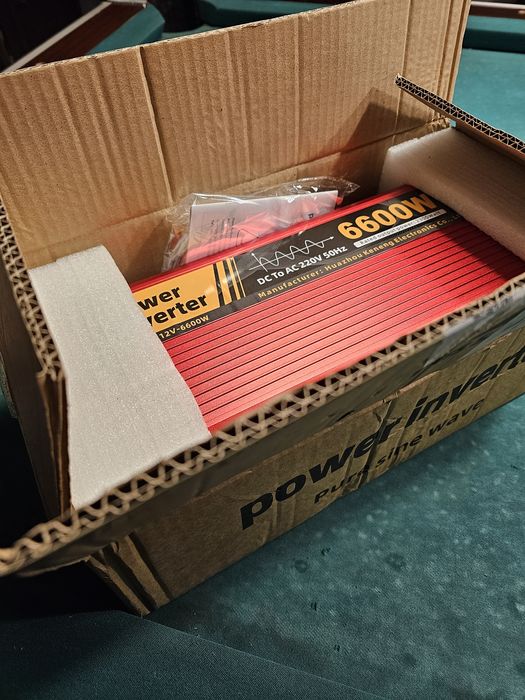 6600W
DC To AC 220V 50Hz
Manufacturer: Huazhou Keneng Electronics Co.,
ower
verter
12V-6600W
power invert
Pure sine wave